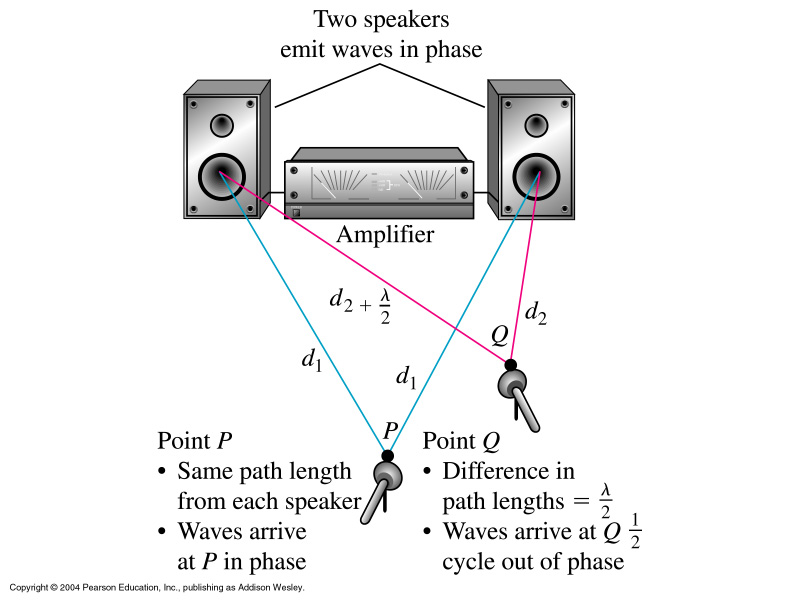 Two speakers
emit waves in phase
Amplifier
d2 + λ/2
d2
Q
d1
d1
P
Point P
• Same path length
from each speaker
• Waves arrive
at P in phase
Point Q
• Difference in
path lengths = λ/2
• Waves arrive at Q 1/2
cycle out of phase
Copyright © 2004 Pearson Education, Inc., publishing as Addison Wesley.